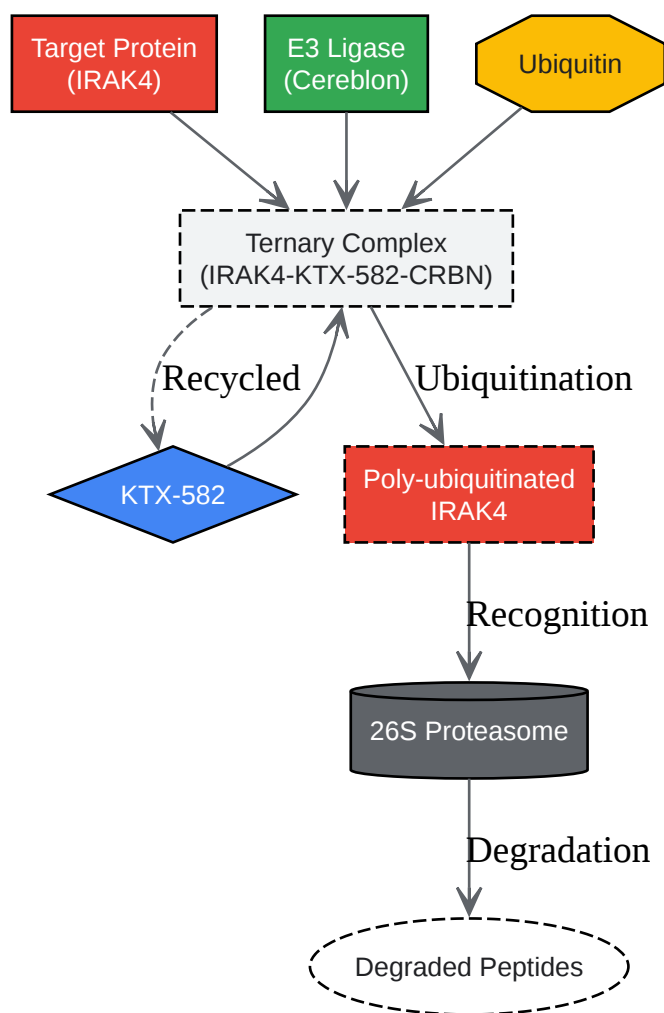 Target Protein
(IRAK4)
E3 Ligase
(Cereblon)
Ubiquitin
Ternary Complex
(IRAK4-KTX-582-CRBN)
Recycled
Ubiquitination
KTX-582
Poly-ubiquitinated
IRAK4
Recognition
26S Proteasome
Degradation
Degraded Peptides